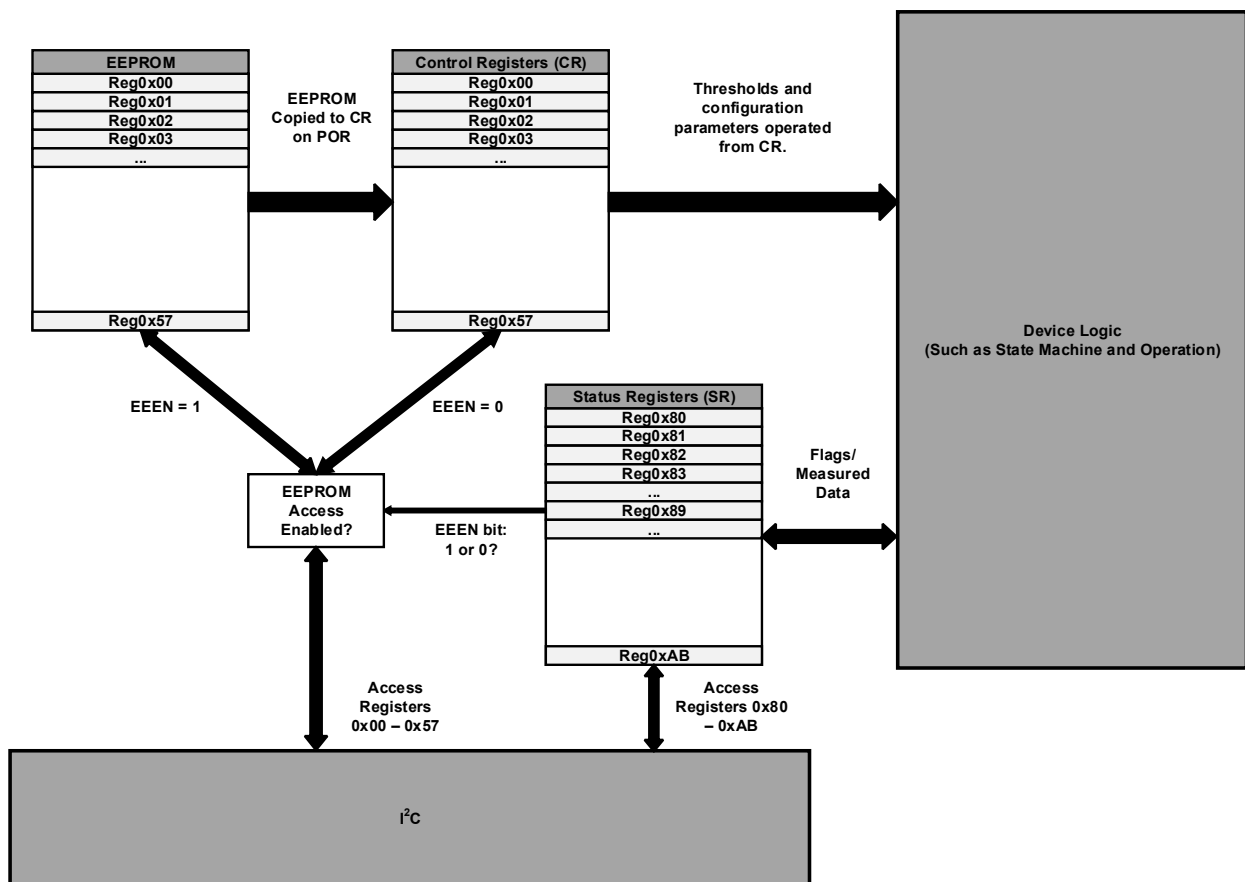 EEPROM
Reg0x00
Reg0x01
Reg0x02
Reg0x03
...
Reg0x57
EEPROM
Copied to CR
on POR
Control Registers (CR)
Reg0x00
Reg0x01
Reg0x02
Reg0x03
...
Reg0x57
Thresholds and
configuration
parameters operated
from CR.
Device Logic
(Such as State Machine and Operation)
EEEN = 1
EEEN = 0
EEPROM
Access
Enabled?
EEEN bit:
1 or 0?
Status Registers (SR)
Reg0x80
Reg0x81
Reg0x82
Reg0x83
...
Reg0x89
...
Reg0xAB
Flags/
Measured
Data
Access
Registers
0x00 – 0x57
Access
Registers 0x80
– 0xAB
I²C